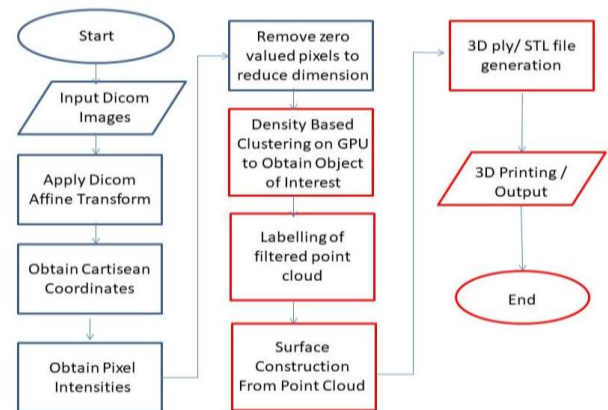 Start
Input Dicom
Images
Apply Dicom
Affine Transform
Obtain Cartisean
Coordinates
Obtain Pixel
Intensities
Remove zero
valued pixels to
reduce dimension
Density Based
Clustering on GPU
to Obtain Object
of Interest
Labelling of
filtered point
cloud
Surface
Construction
From Point Cloud
3D ply/ STL file
generation
3D Printing /
Output
End